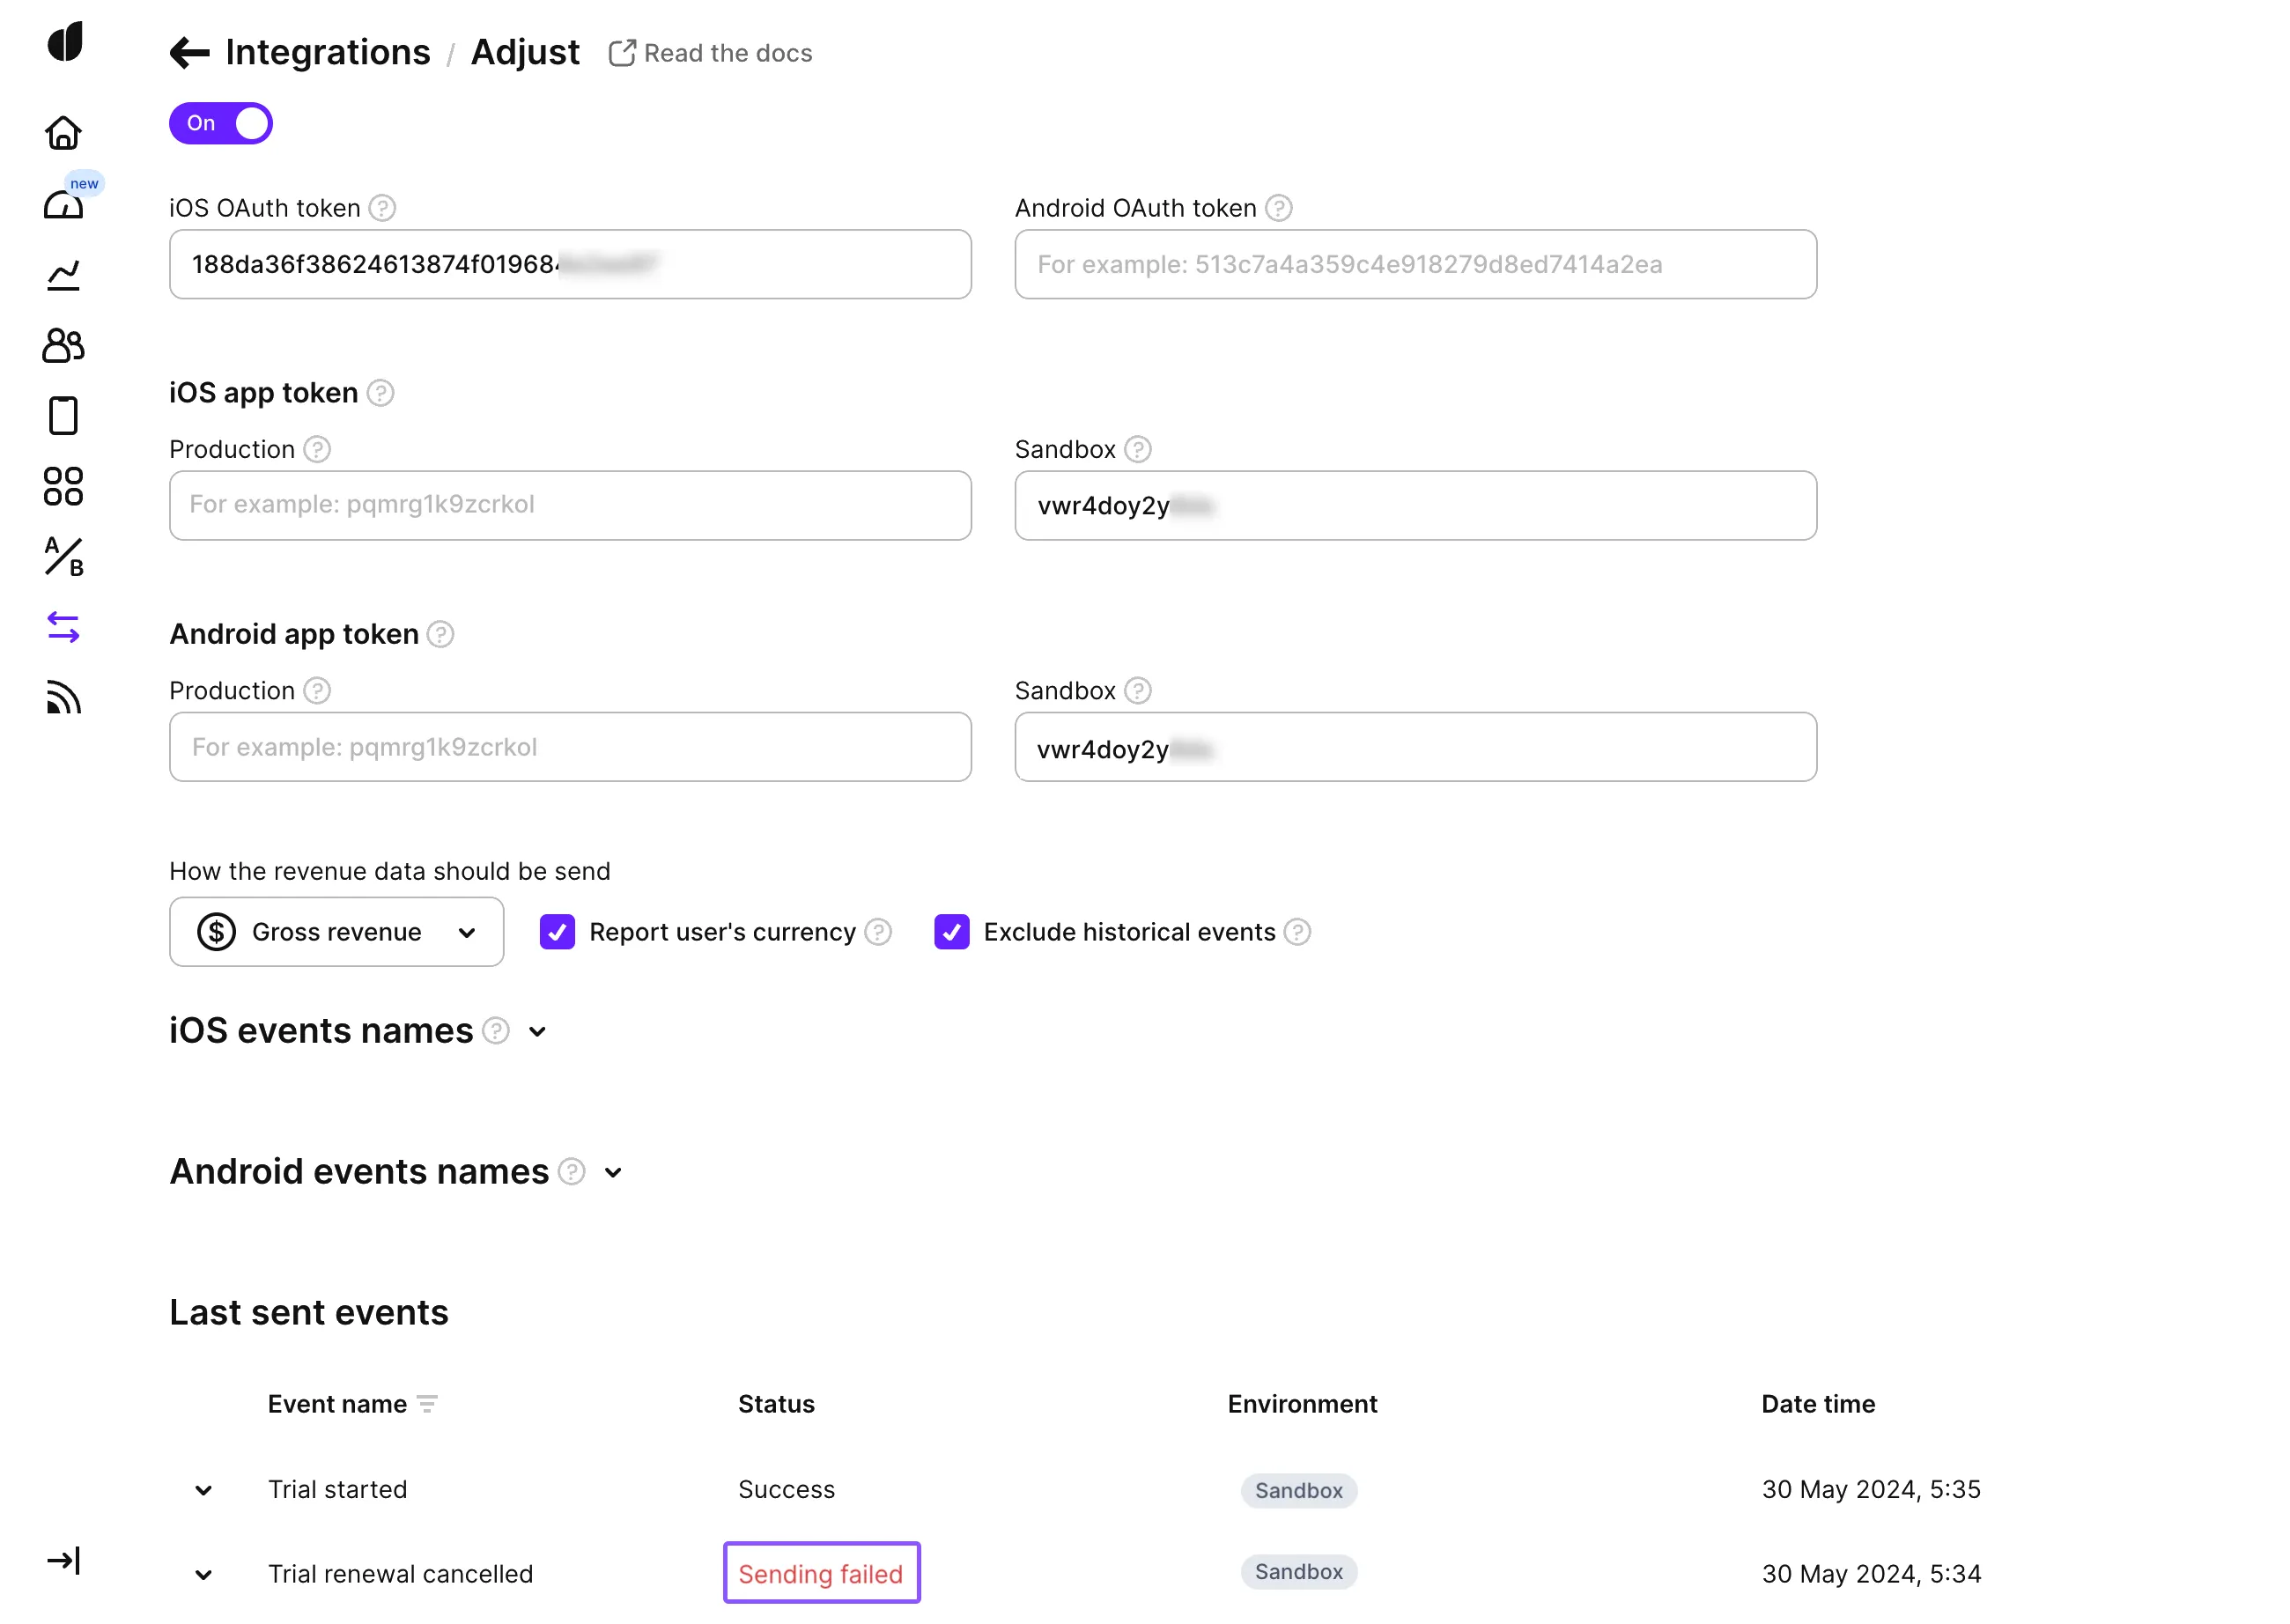 Integrations / Adjust Read the docs
On
new
iOS OAuth token ?
Android OAuth token ?
188da36f38624613874f019684
For example: 513c7a4a359c4e918279d8ed7414a2ea
iOS app token ?
Production ?
Sandbox ?
For example: pqmrg1k9zcrkol
vwr4doy2y
A/B
Android app token ?
Production ?
Sandbox ?
For example: pqmrg1k9zcrkol
vwr4doy2y
How the revenue data should be send
$ Gross revenue
Report user's currency ?
Exclude historical events ?
iOS events names ?
Android events names ?
Last sent events
Event name Status Environment Date time
Trial started Success Sandbox 30 May 2024, 5:35
Trial renewal cancelled Sending failed Sandbox 30 May 2024, 5:34